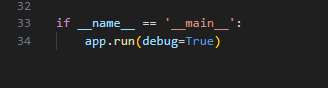 32
33 if __name__ == '__main__':
34     app.run(debug=True)